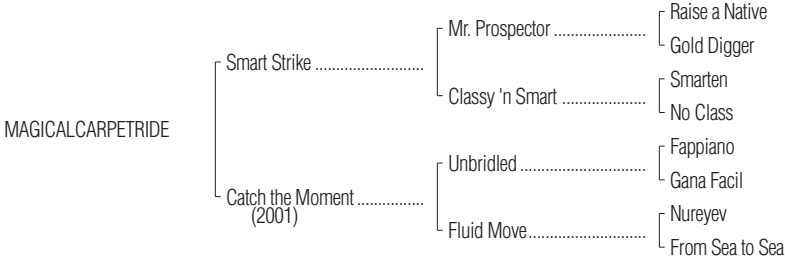 Raise a Native
Mr. Prospector ......................
Gold Digger
Smart Strike ..........................
Smarten
Classy 'n Smart ....................
No Class
MAGICALCARPETRIDE
Fappiano
Unbridled ..............................
Gana Facil
Catch the Moment ................
(2001)
Nureyev
Fluid Move............................
From Sea to Sea